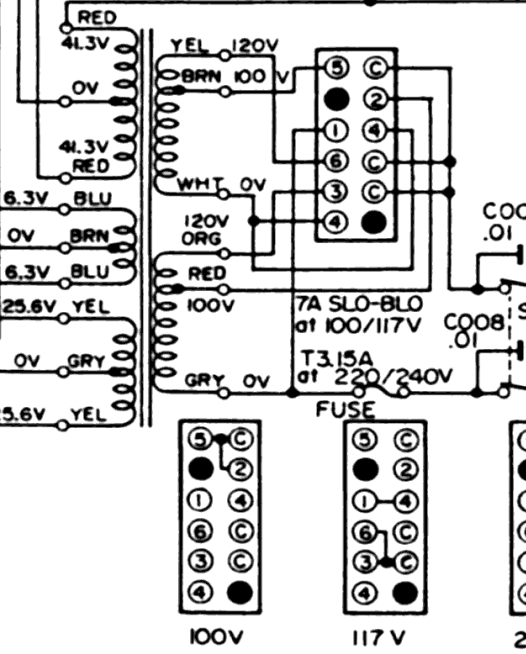 RED
41.3V
YEL 120V
BRN 100 V
5 C
0V
2
1 4
41.3V
RED
6 C
WHT 0V
3 C
6.3V BLU
120V
ORG
4
C00
.01
0V BRN
6.3V BLU
RED
100V
25.6V YEL
7A SLO-BLO
at 100/117V
C008
.01
S
0V GRY
T3.15A
at 220/240V
GRY 0V
FUSE
5.6V YEL
5 C
2
1 4
6 C
3 C
4
100V
5 C
2
1 4
6 C
3 C
4
117 V
2